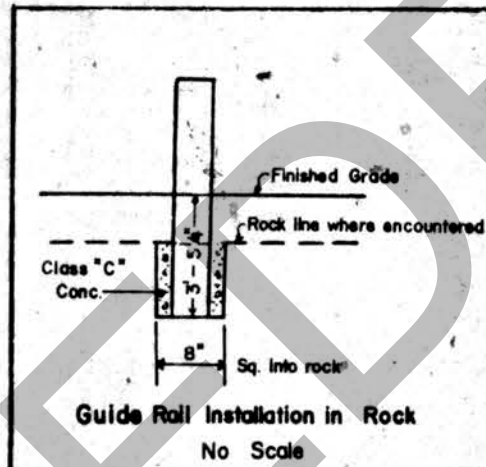 Finished Grade
Rock line where encountered
Class "C"
Conc.
8"
Sq. Into rock
Guide Rail Installation in Rock
No Scale